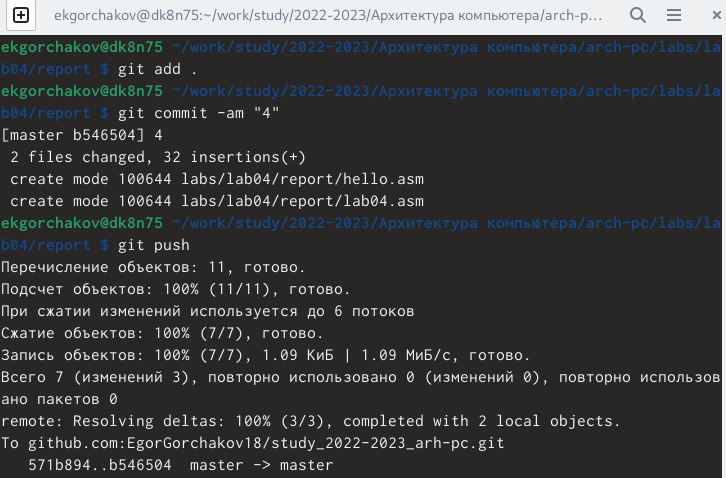 ekgorchakov@dk8n75:~/work/study/2022-2023/Архитектура компьютера/arch-p...
ekgorchakov@dk8n75 ~/work/study/2022-2023/Архитектура компьютера/arch-pc/labs/la
b04/report $ git add .
ekgorchakov@dk8n75 ~/work/study/2022-2023/Архитектура компьютера/arch-pc/labs/la
b04/report $ git commit -am "4"
[master b546504] 4
 2 files changed, 32 insertions(+)
 create mode 100644 labs/lab04/report/hello.asm
 create mode 100644 labs/lab04/report/lab04.asm
ekgorchakov@dk8n75 ~/work/study/2022-2023/Архитектура компьютера/arch-pc/labs/la
b04/report $ git push
Перечисление объектов: 11, готово.
Подсчет объектов: 100% (11/11), готово.
При сжатии изменений используется до 6 потоков
Сжатие объектов: 100% (7/7), готово.
Запись объектов: 100% (7/7), 1.09 КиБ | 1.09 МиБ/с, готово.
Всего 7 (изменений 3), повторно использовано 0 (изменений 0), повторно использов
ано пакетов 0
remote: Resolving deltas: 100% (3/3), completed with 2 local objects.
To github.com:EgorGorchakov18/study_2022-2023_arh-pc.git
   571b894..b546504  master -> master